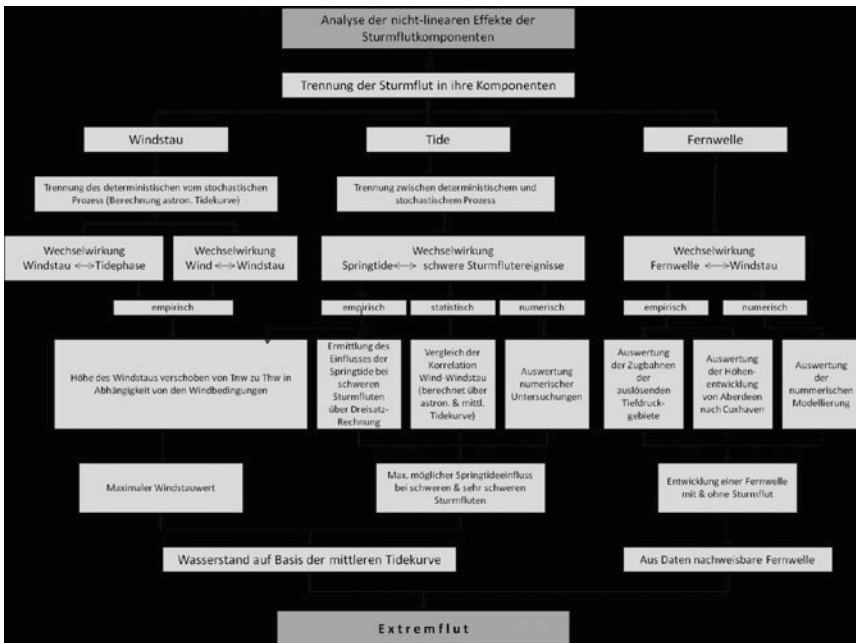 Analyse der nicht-linearen Effekte der
Sturmflutkomponenten
Trennung der Sturmflut in ihre Komponenten
Windstau
Tide
Fernwelle
Trennung des deterministischen vom stochastischen
Prozess (Berechnung astron. Tidekurve)
Trennung zwischen deterministischem und
stochastischem Prozess
Wechselwirkung
Windstau <-->Tidephase
Wechselwirkung
Wind <-->Windstau
Wechselwirkung
Springtide<--> schwere Sturmflutereignisse
Wechselwirkung
Fernwelle <-->Windstau
empirisch
empirisch
statistisch
numerisch
empirisch
numerisch
Höhe des Windstaus verschoben von Tnw zu Thw in
Abhängigkeit von den Windbedingungen
Ermittlung des
Einflusses der
Springtide bei
schweren
Sturmfluten
über Dreisatz-
Rechnung
Vergleich der
Korrelation
Wind-Windstau
(berechnet über
astron. & mittl.
Tidekurve)
Auswertung
numerischer
Untersuchungen
Auswertung
der Zugbahnen
der
auslösenden
Tiefdruck-
gebiete
Auswertung
der Höhen-
entwicklung
von Aberdeen
nach Cuxhaven
Auswertung
der
nummerischen
Modellierung
Maximaler Windstauwert
Max. möglicher Springtideeinfluss
bei schweren & sehr schweren
Sturmfluten
Entwicklung einer Fernwelle
mit & ohne Sturmflut
Wasserstand auf Basis der mittleren Tidekurve
Aus Daten nachweisbare Fernwelle
Extremflut